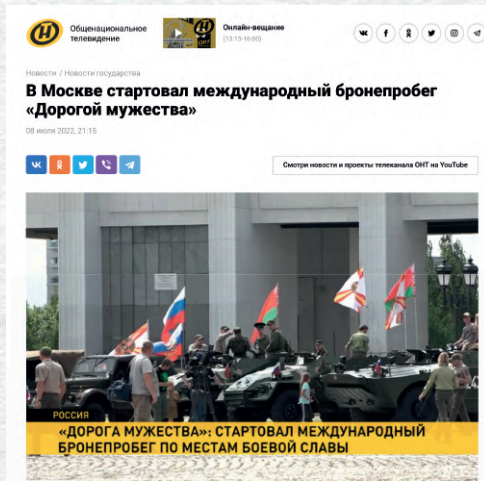 Общенациональное
телевидение
Онлайн-вещание
(13:15-16:00)
Новости / Новости государства
В Москве стартовал международный бронепробег
«Дорогой мужества»
08 июля 2022, 21:15
Смотри новости и проекты телеканала ОНТ на YouTube
РОССИЯ
«ДОРОГА МУЖЕСТВА»: СТАРТОВАЛ МЕЖДУНАРОДНЫЙ
БРОНЕПРОБЕГ ПО МЕСТАМ БОЕВОЙ СЛАВЫ